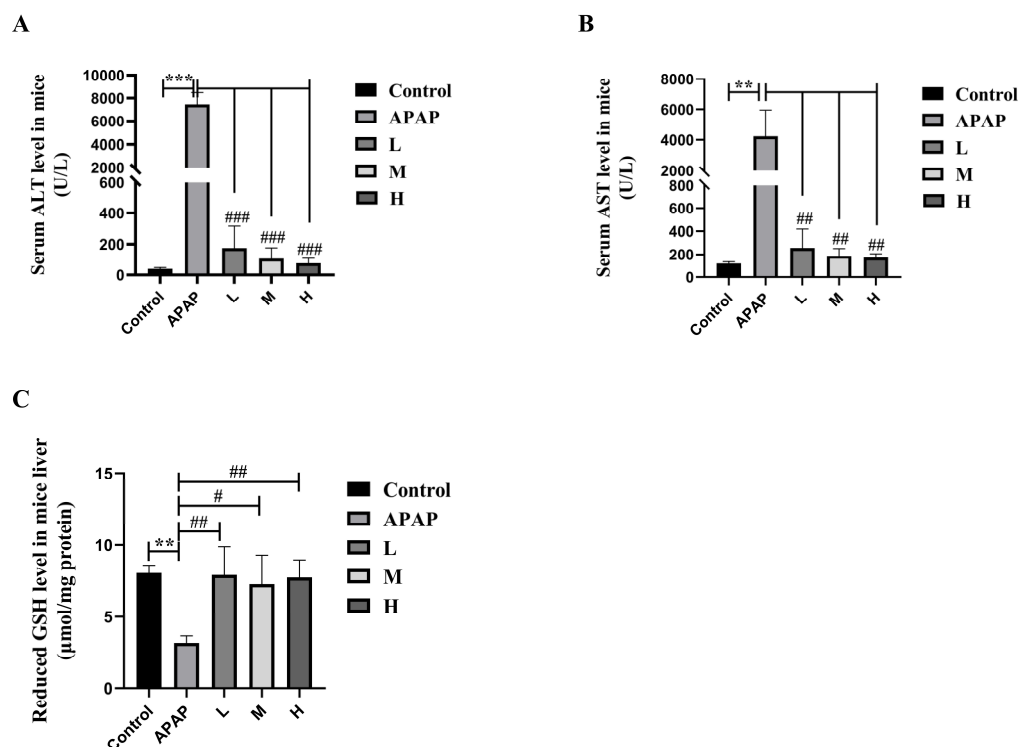 A
Serum ALT level in mice
(U/L)
10000
8000
6000
4000
2000
600
400
200
0
***
###
###
###
Control
APAP
L
M
H
Control
APAP
L
M
H
B
Serum AST level in mice
(U/L)
8000
6000
4000
2000
800
600
400
200
0
**
##
##
##
Control
APAP
L
M
H
Control
APAP
L
M
H
C
Reduced GSH level in mice liver
(μmol/mg protein)
15
10
5
0
##
#
##
**
Control
APAP
L
M
H
Control
APAP
L
M
H